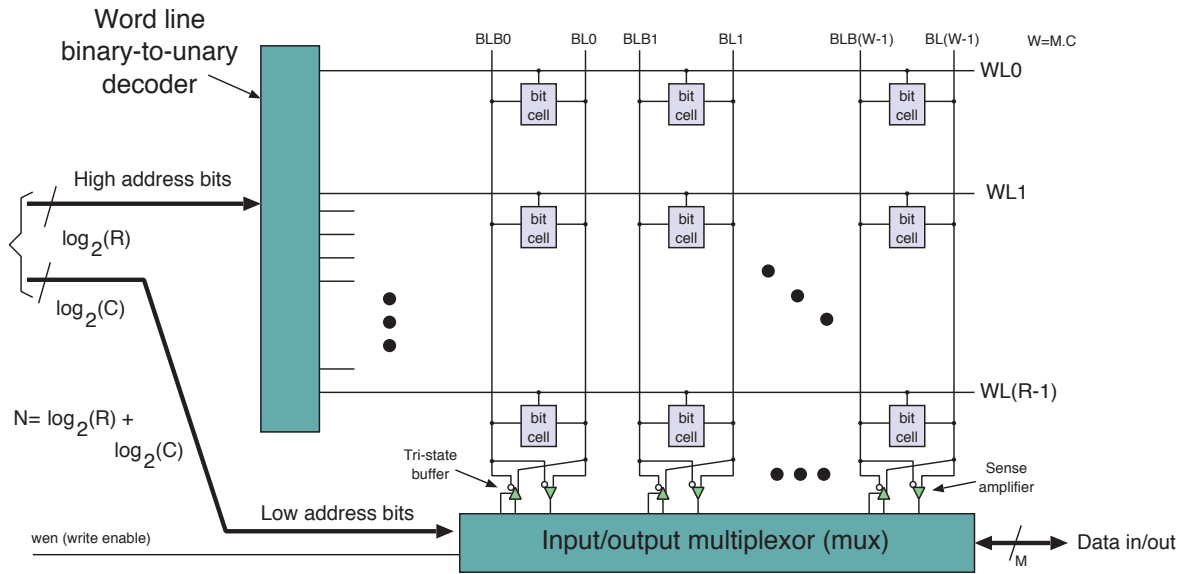 Word line
binary-to-unary
decoder
BLB0 BL0 BLB1 BL1 BLB(W-1) BL(W-1) W=M.C
WL0
bit
cell
bit
cell
bit
cell
High address bits
WL1
bit
cell
bit
cell
bit
cell
log2(R)
log2(C)
WL(R-1)
bit
cell
bit
cell
bit
cell
N= log2(R) +
log2(C)
Tri-state
buffer
Sense
amplifier
Low address bits
wen (write enable)
Input/output multiplexor (mux)
Data in/out
M